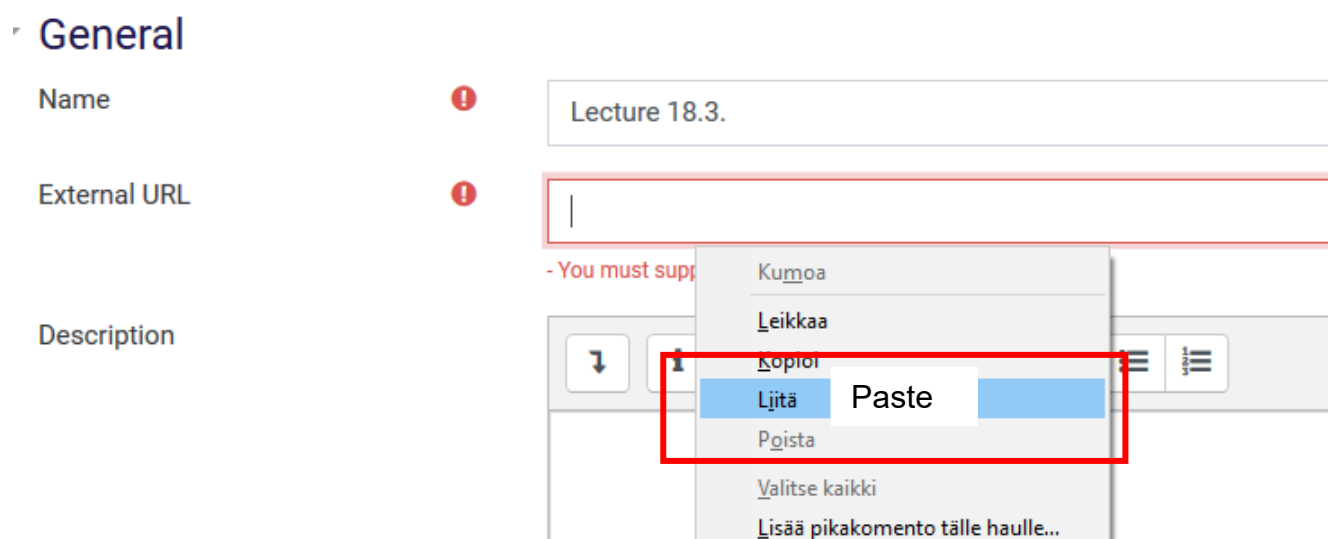 General
Name
Lecture 18.3.
External URL
- You must supp
Kumoa
Leikkaa
Description
Kopioi
Liitä Paste
Poista
Valitse kaikki
Lisää pikakomento tälle haulle...